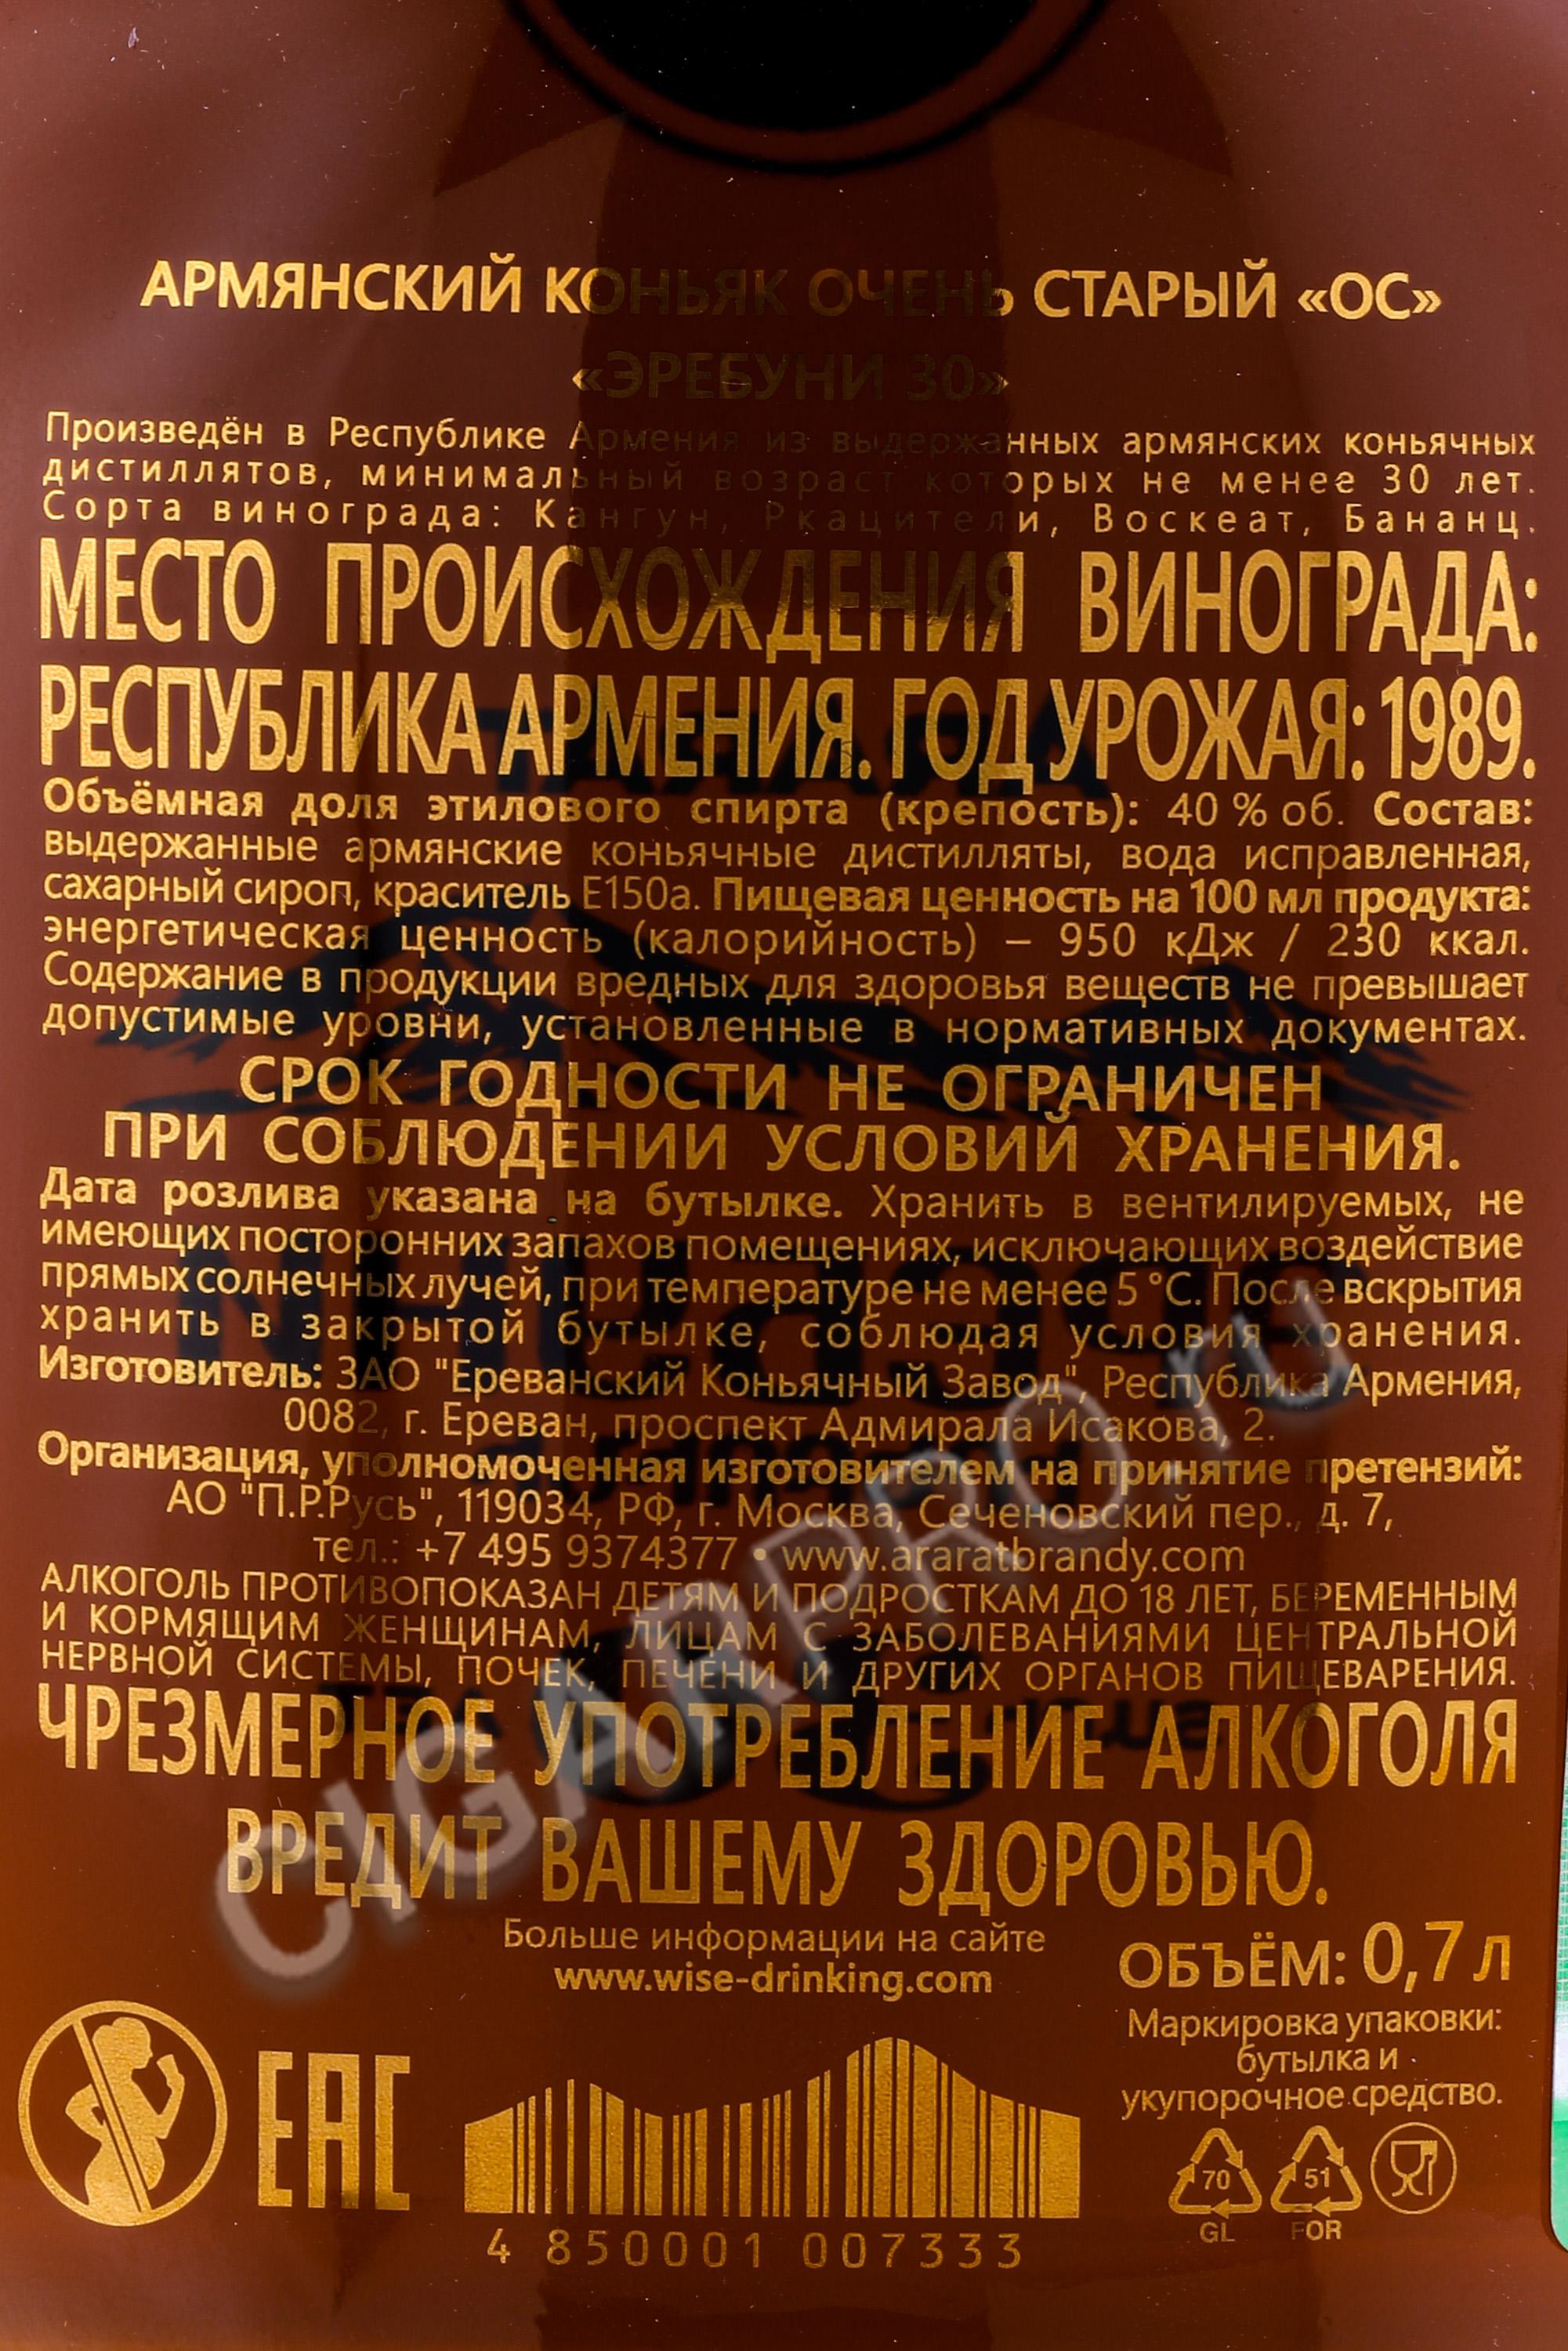 АРМЯНСКИЙ КОНЬЯК ОЧЕНЬ СТАРЫЙ «ОС»
«ЭРЕБУНИ 30»
Произведён в Республике Армения из выдержанных армянских коньячных
дистиллятов, минимальный возраст которых не менее 30 лет.
Сорта винограда: Кангун, Ркацители, Воскеат, Бананц.
МЕСТО ПРОИСХОЖДЕНИЯ ВИНОГРАДА:
РЕСПУБЛИКА АРМЕНИЯ. ГОД УРОЖАЯ: 1989.
Объёмная доля этилового спирта (крепость): 40 % об. Состав:
выдержанные армянские коньячные дистилляты, вода исправленная,
сахарный сироп, краситель Е150а. Пищевая ценность на 100 мл продукта:
энергетическая ценность (калорийность) – 950 кДж / 230 ккал.
Содержание в продукции вредных для здоровья веществ не превышает
допустимые уровни, установленные в нормативных документах.
СРОК ГОДНОСТИ НЕ ОГРАНИЧЕН
ПРИ СОБЛЮДЕНИИ УСЛОВИЙ ХРАНЕНИЯ.
Дата розлива указана на бутылке. Хранить в вентилируемых, не
имеющих посторонних запахов помещениях, исключающих воздействие
прямых солнечных лучей, при температуре не менее 5 °С. После вскрытия
хранить в закрытой бутылке, соблюдая условия хранения.
Изготовитель: ЗАО "Ереванский Коньячный Завод", Республика Армения,
0082, г. Ереван, проспект Адмирала Исакова, 2.
Организация, уполномоченная изготовителем на принятие претензий:
АО "П.Р.Русь", 119034, РФ, г. Москва, Сеченовский пер., д. 7,
тел.: +7 495 9374377 • www.araratbrandy.com
АЛКОГОЛЬ ПРОТИВОПОКАЗАН ДЕТЯМ И ПОДРОСТКАМ ДО 18 ЛЕТ, БЕРЕМЕННЫМ
И КОРМЯЩИМ ЖЕНЩИНАМ, ЛИЦАМ С ЗАБОЛЕВАНИЯМИ ЦЕНТРАЛЬНОЙ
НЕРВНОЙ СИСТЕМЫ, ПОЧЕК, ПЕЧЕНИ И ДРУГИХ ОРГАНОВ ПИЩЕВАРЕНИЯ.
ЧРЕЗМЕРНОЕ УПОТРЕБЛЕНИЕ АЛКОГОЛЯ
ВРЕДИТ ВАШЕМУ ЗДОРОВЬЮ.
Больше информации на сайте
www.wise-drinking.com
ОБЪЁМ: 0,7 л
Маркировка упаковки:
бутылка и
укупорочное средство.
EAC
70
GL
51
FOR
4 850001 007333
CIGARPRO.ru